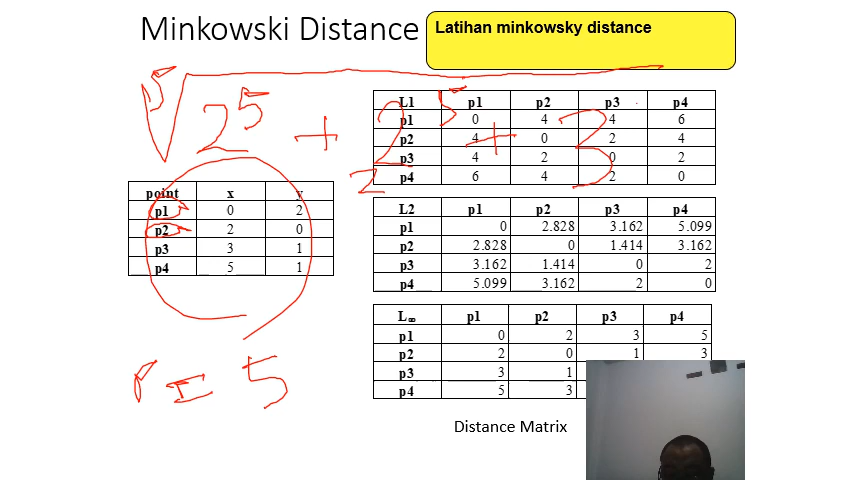 Minkowski Distance
Latihan minkowsky distance
5
2^5 + 2^5 + 3
2
point x y
p1 0 2
p2 2 0
p3 3 1
p4 5 1
r = 5
L1 p1 p2 p3 p4
p1 0 4 4 6
p2 4 0 2 4
p3 4 2 0 2
p4 6 4 2 0
L2 p1 p2 p3 p4
p1 0 2.828 3.162 5.099
p2 2.828 0 1.414 3.162
p3 3.162 1.414 0 2
p4 5.099 3.162 2 0
L∞ p1 p2 p3 p4
p1 0 2 3 5
p2 2 0 1 3
p3 3 1
p4 5 3
Distance Matrix